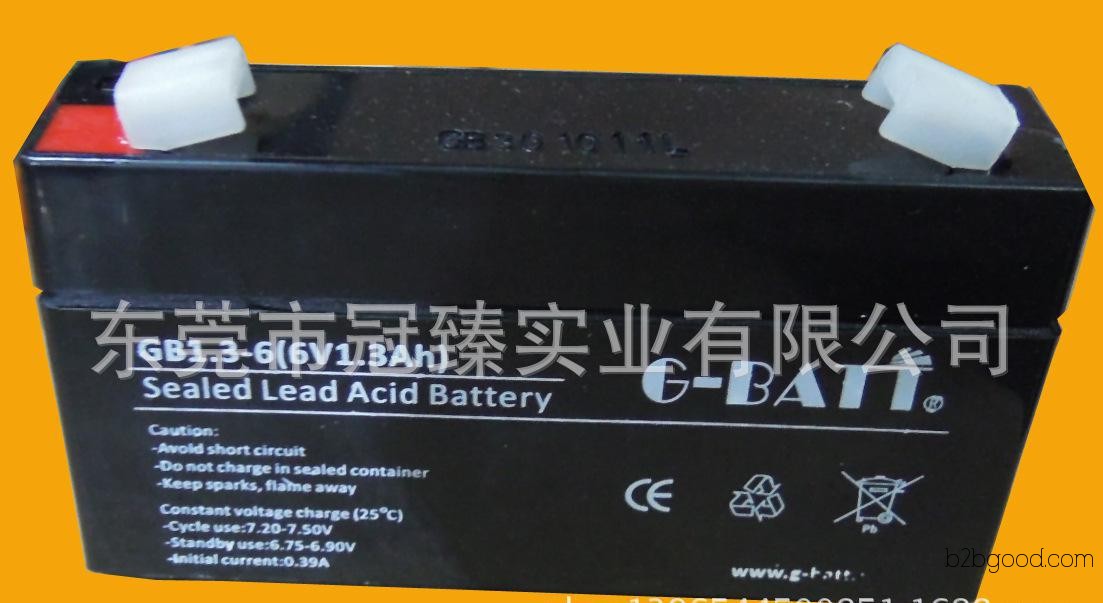 GB301011L
东莞市冠臻实业有限公司
GB1.3-6(6V1.3Ah)
G-BATT®
Sealed Lead Acid Battery
Caution:
-Avoid short circuit
-Do not charge in sealed container
-Keep sparks, flame away
Constant voltage charge (25°C)
-Cycle use:7.20-7.50V
-Standby use:6.75-6.90V
-Initial current:0.39A
CE
Pb
www.g-batt.
b2bgood.com